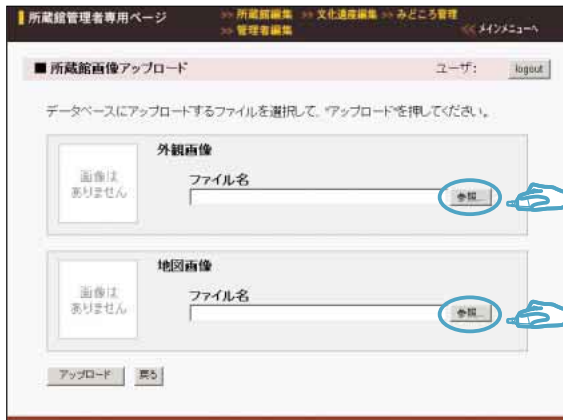 所蔵館管理者専用ページ
>> 所蔵館編集 >> 文化遺産編集 >> みどころ管理
>> 管理者編集
<< メインメニューへ
■所蔵館画像アップロード
ユーザ:
logout
データベースにアップロードするファイルを選択して、"アップロード"を押してください。
外観画像
画像は
ありません
ファイル名
参照...
地図画像
画像は
ありません
ファイル名
参照...
アップロード 戻る